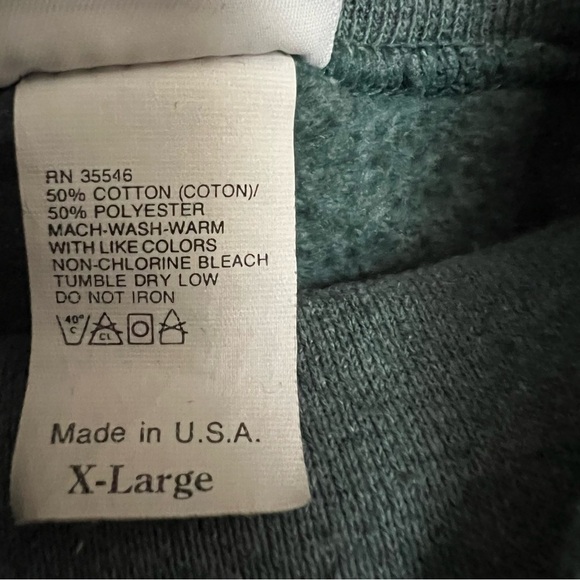 RN 35546
50% COTTON (COTON)/
50% POLYESTER
MACH-WASH-WARM
WITH LIKE COLORS
NON-CHLORINE BLEACH
TUMBLE DRY LOW
DO NOT IRON
40°
C CL
Made in U.S.A.
X-Large